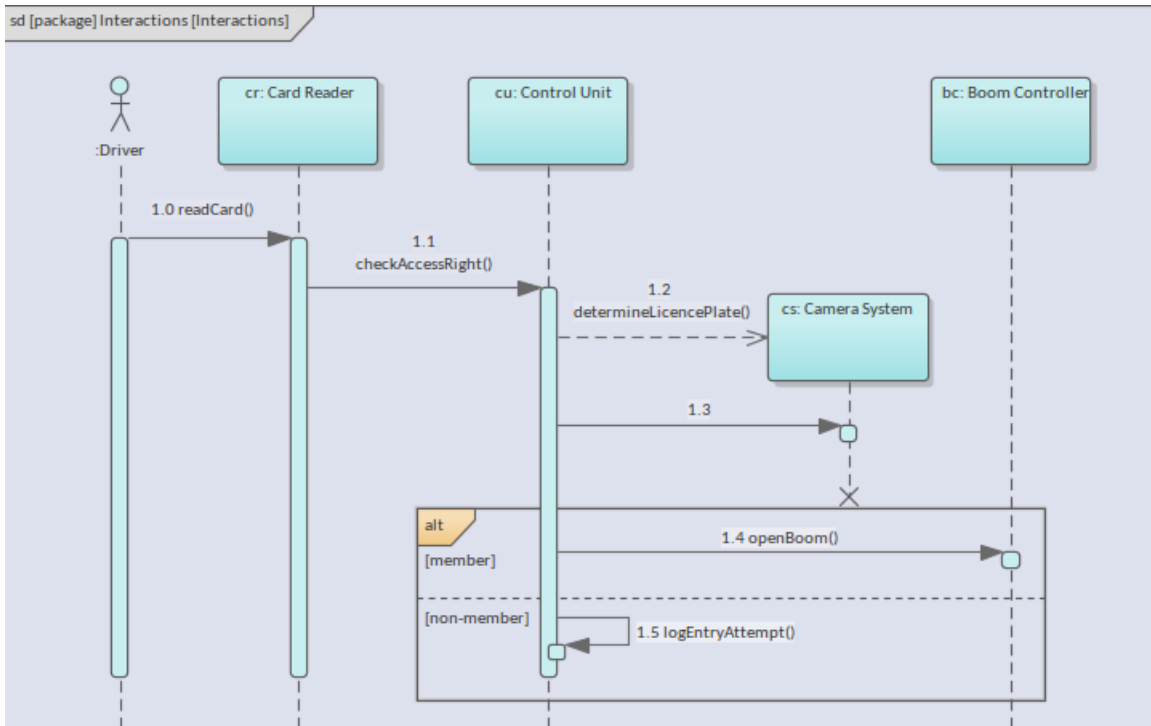 sd [package] Interactions [Interactions]
cr: Card Reader
cu: Control Unit
bc: Boom Controller
:Driver
1.0 readCard()
1.1
checkAccessRight()
1.2
determineLicencePlate()
cs: Camera System
1.3
alt
1.4 openBoom()
[member]
[non-member]
1.5 logEntryAttempt()